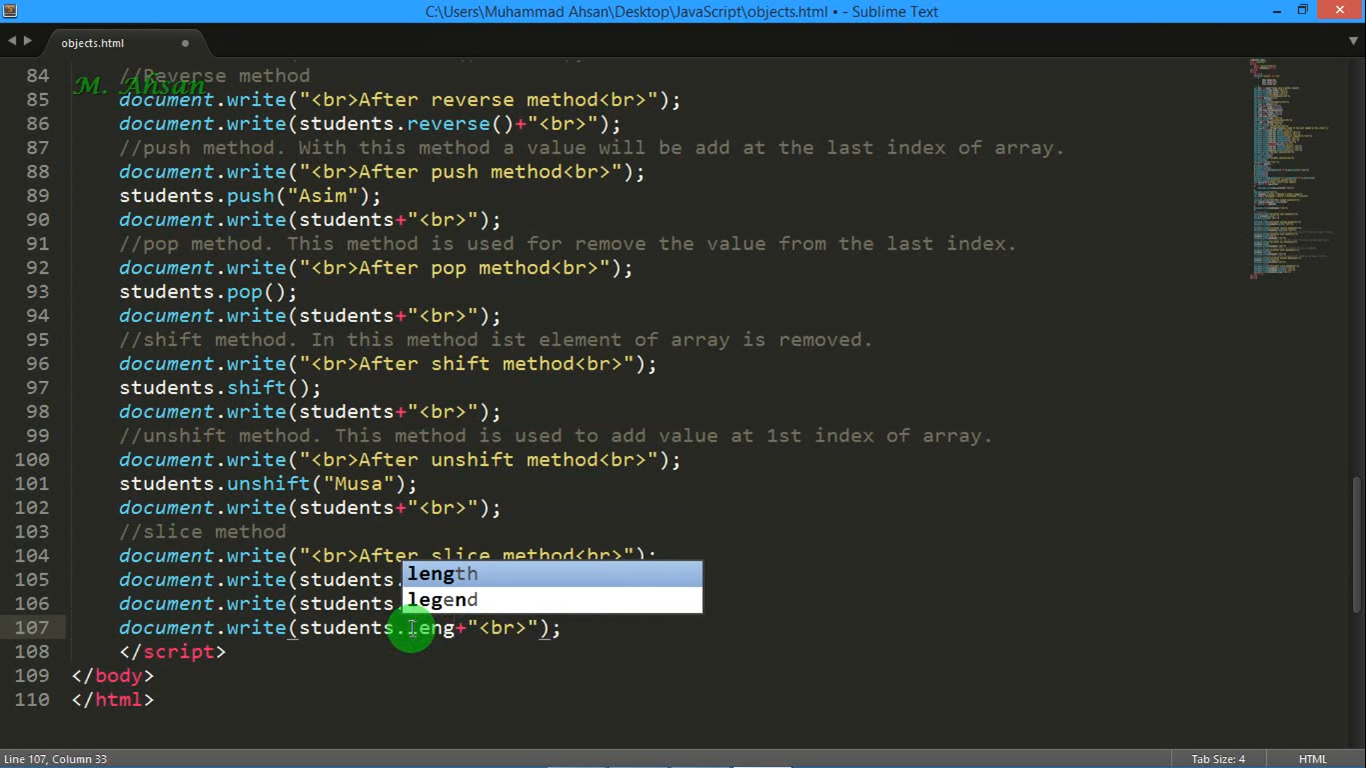 C:\Users\Muhammad Ahsan\Desktop\JavaScript\objects.html • - Sublime Text
objects.html
M. Ahsan
84 //Reverse method
85 document.write("<br>After reverse method<br>");
86 document.write(students.reverse()+"<br>");
87 //push method. With this method a value will be add at the last index of array.
88 document.write("<br>After push method<br>");
89 students.push("Asim");
90 document.write(students+"<br>");
91 //pop method. This method is used for remove the value from the last index.
92 document.write("<br>After pop method<br>");
93 students.pop();
94 document.write(students+"<br>");
95 //shift method. In this method ist element of array is removed.
96 document.write("<br>After shift method<br>");
97 students.shift();
98 document.write(students+"<br>");
99 //unshift method. This method is used to add value at 1st index of array.
100 document.write("<br>After unshift method<br>");
101 students.unshift("Musa");
102 document.write(students+"<br>");
103 //slice method
104 document.write("<br>After slice method<br>");
105 document.write(students.
length
106 document.write(students.
legend
107 document.write(students.leng+"<br>");
108 </script>
109 </body>
110 </html>
Line 107, Column 33
Tab Size: 4
HTML